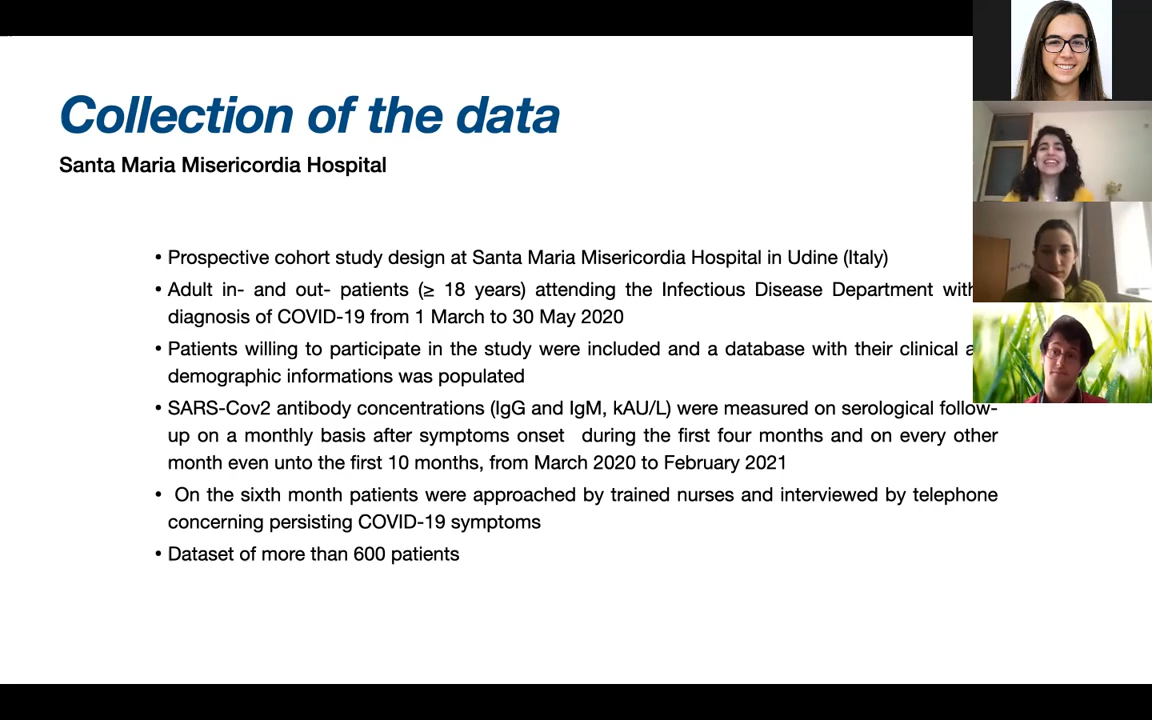 Collection of the data
Santa Maria Misericordia Hospital
• Prospective cohort study design at Santa Maria Misericordia Hospital in Udine (Italy)
• Adult in- and out- patients (≥ 18 years) attending the Infectious Disease Department with
diagnosis of COVID-19 from 1 March to 30 May 2020
• Patients willing to participate in the study were included and a database with their clinical
demographic informations was populated
• SARS-Cov2 antibody concentrations (IgG and IgM, kAU/L) were measured on serological follow-
up on a monthly basis after symptoms onset  during the first four months and on every other
month even unto the first 10 months, from March 2020 to February 2021
•  On the sixth month patients were approached by trained nurses and interviewed by telephone
concerning persisting COVID-19 symptoms
• Dataset of more than 600 patients